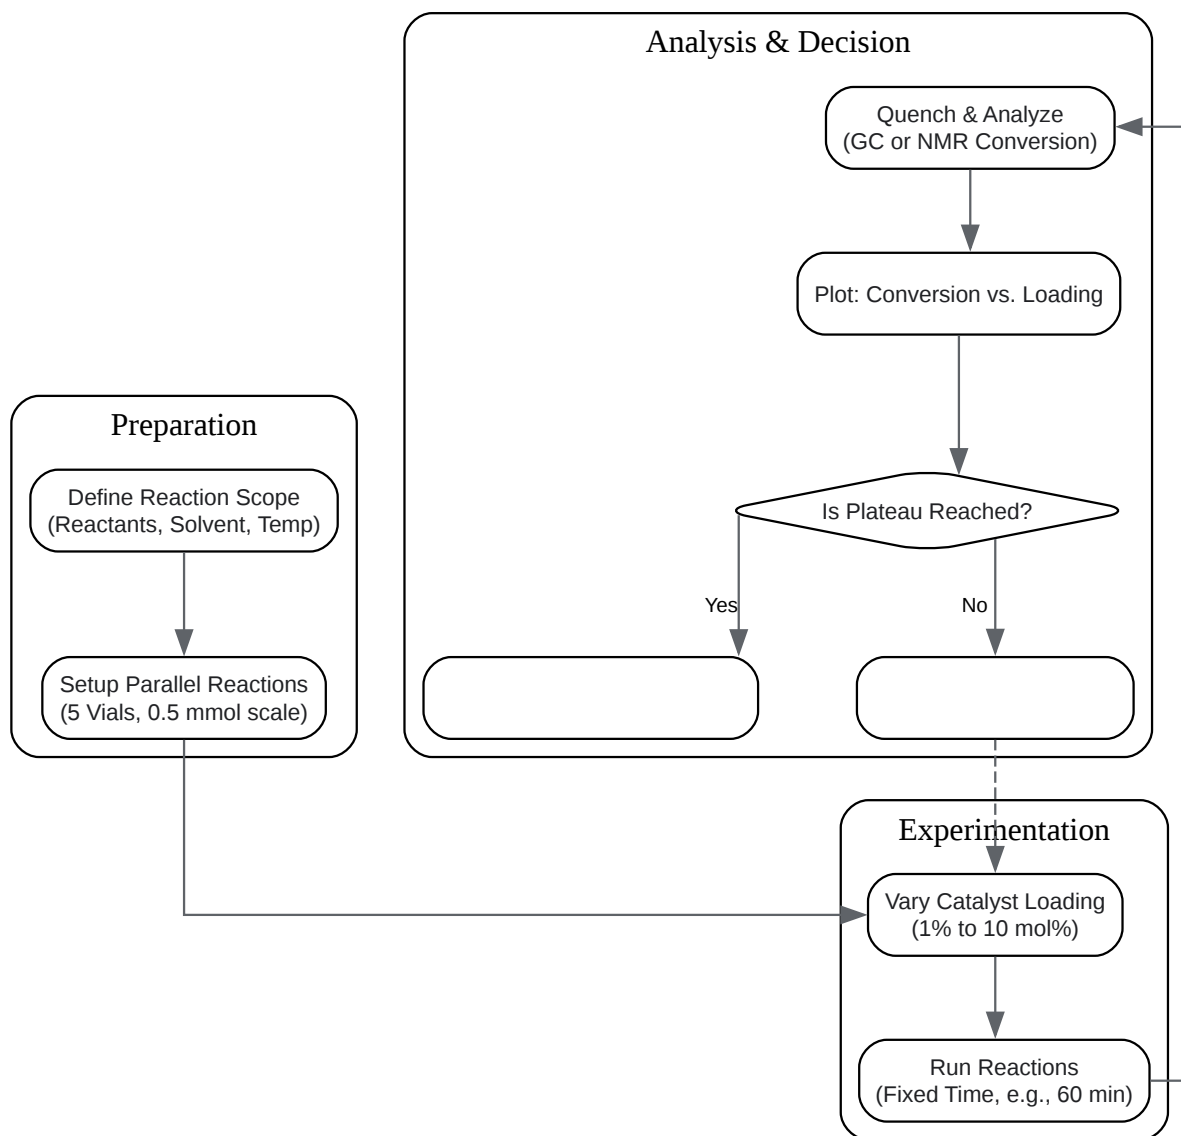 Analysis & Decision
Quench & Analyze
(GC or NMR Conversion)
Plot: Conversion vs. Loading
Preparation
Define Reaction Scope
(Reactants, Solvent, Temp)
Is Plateau Reached?
Yes
No
Setup Parallel Reactions
(5 Vials, 0.5 mmol scale)
Experimentation
Vary Catalyst Loading
(1% to 10 mol%)
Run Reactions
(Fixed Time, e.g., 60 min)